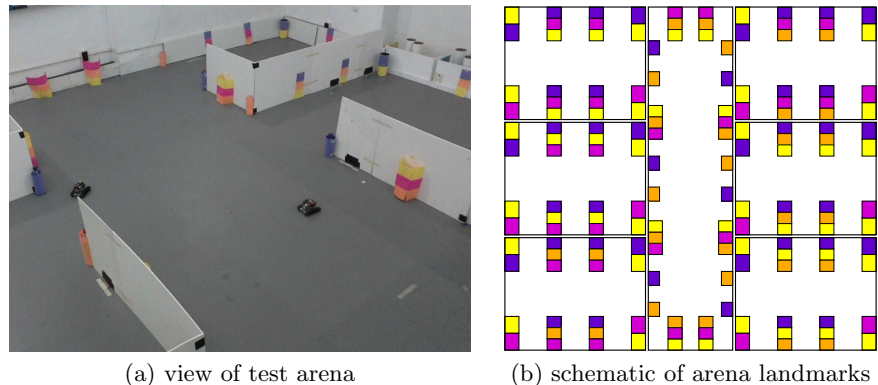 (a) view of test arena
(b) schematic of arena landmarks